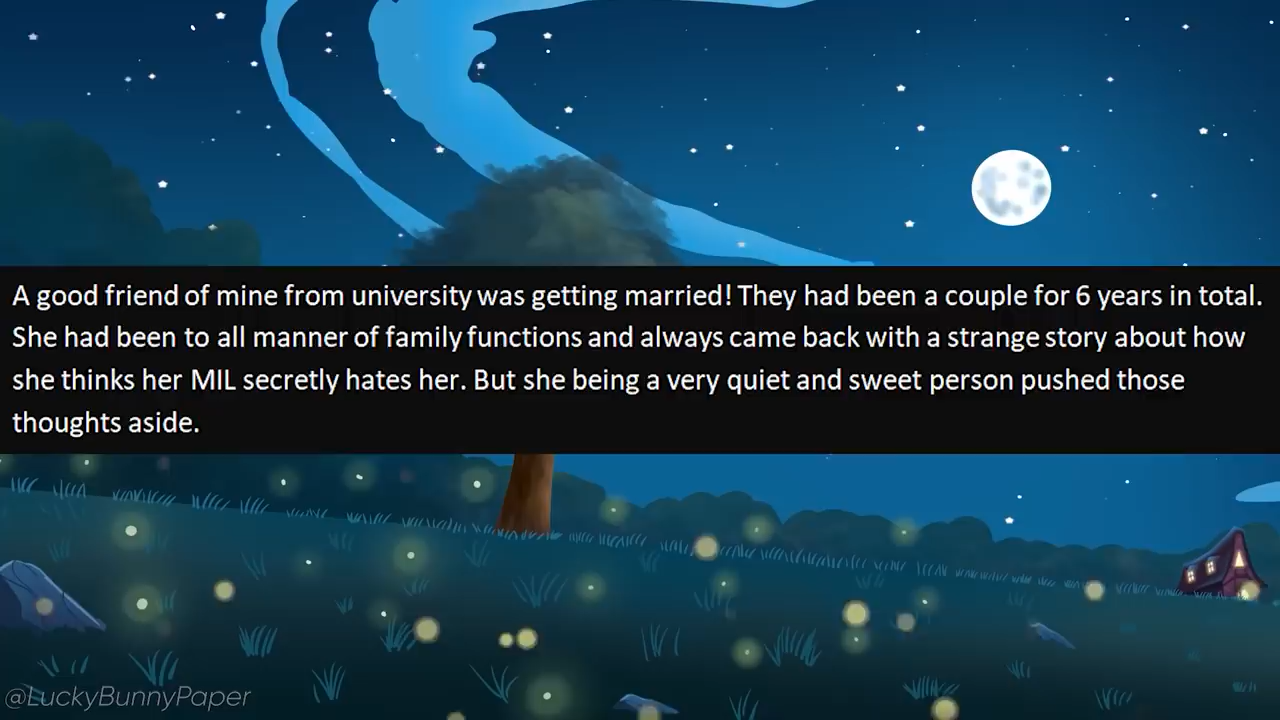 A good friend of mine from university was getting married! They had been a couple for 6 years in total.
She had been to all manner of family functions and always came back with a strange story about how
she thinks her MIL secretly hates her. But she being a very quiet and sweet person pushed those
thoughts aside.
@LuckyBunnyPaper